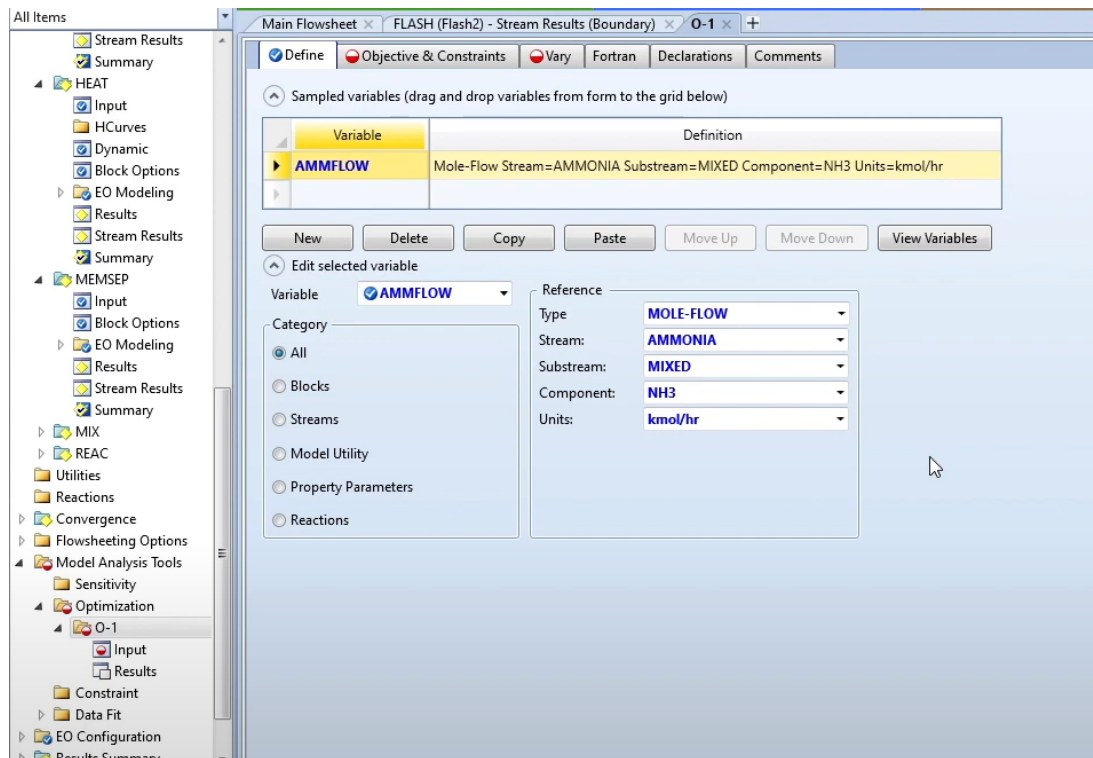 All Items
Stream Results
Summary
HEAT
Input
HCurves
Dynamic
Block Options
EO Modeling
Results
Stream Results
Summary
MEMSEP
Input
Block Options
EO Modeling
Results
Stream Results
Summary
MIX
REAC
Utilities
Reactions
Convergence
Flowsheeting Options
Model Analysis Tools
Sensitivity
Optimization
O-1
Input
Results
Constraint
Data Fit
EO Configuration
Results Summary
Main Flowsheet FLASH (Flash2) - Stream Results (Boundary) O-1
Define Objective & Constraints Vary Fortran Declarations Comments
Sampled variables (drag and drop variables from form to the grid below)
Variable Definition
AMMFLOW Mole-Flow Stream=AMMONIA Substream=MIXED Component=NH3 Units=kmol/hr
New Delete Copy Paste Move Up Move Down View Variables
Edit selected variable
Variable AMMFLOW
Category
All
Blocks
Streams
Model Utility
Property Parameters
Reactions
Reference
Type MOLE-FLOW
Stream: AMMONIA
Substream: MIXED
Component: NH3
Units: kmol/hr